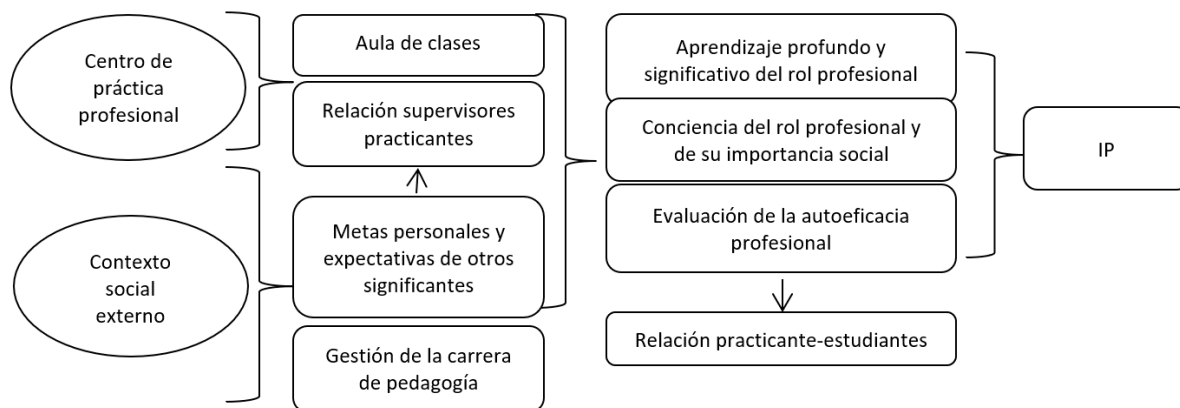 Centro de
práctica
profesional
Contexto
social
externo
Aula de clases
Relación supervisores
practicantes
Metas personales y
expectativas de otros
significantes
Gestión de la carrera
de pedagogía
Aprendizaje profundo y
significativo del rol profesional
Conciencia del rol profesional y
de su importancia social
Evaluación de la autoeficacia
profesional
Relación practicante-estudiantes
IP